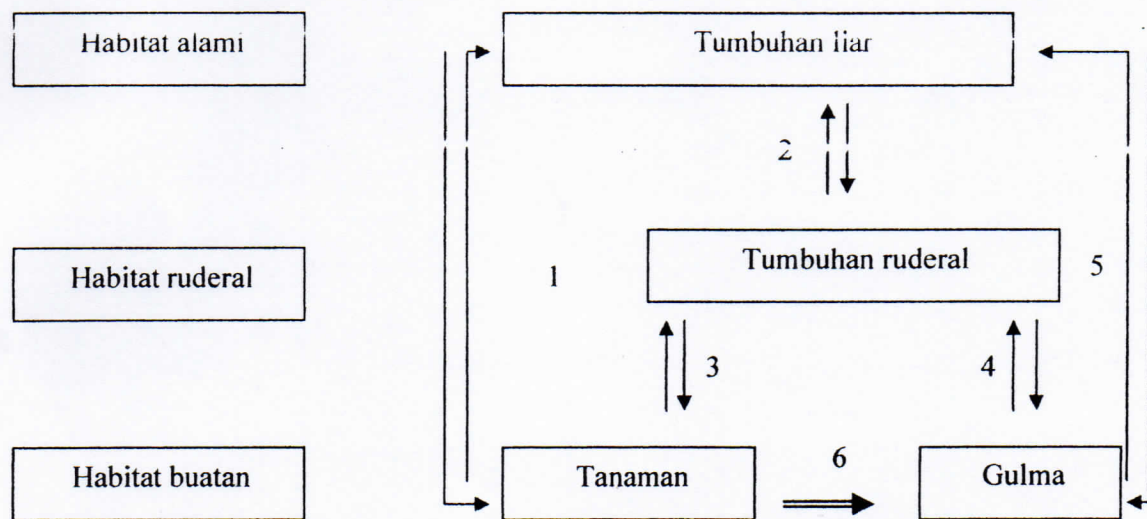 Habitat alami
Tumbuhan liar
2
Habitat ruderal
1
Tumbuhan ruderal
5
3
4
Habitat buatan
Tanaman
6
Gulma